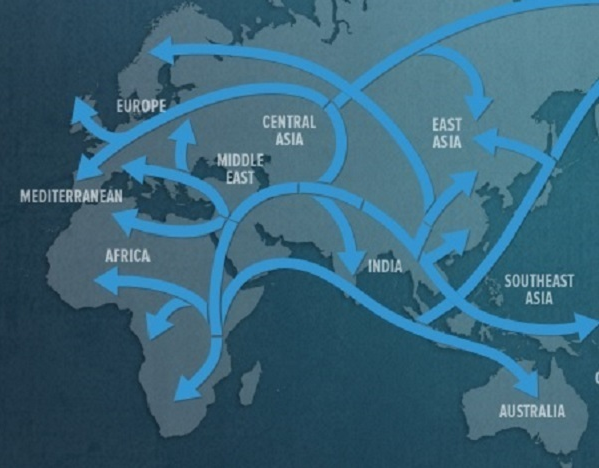 EUROPE
CENTRAL
ASIA
EAST
ASIA
MIDDLE
EAST
MEDITERRANEAN
AFRICA
INDIA
SOUTHEAST
ASIA
AUSTRALIA